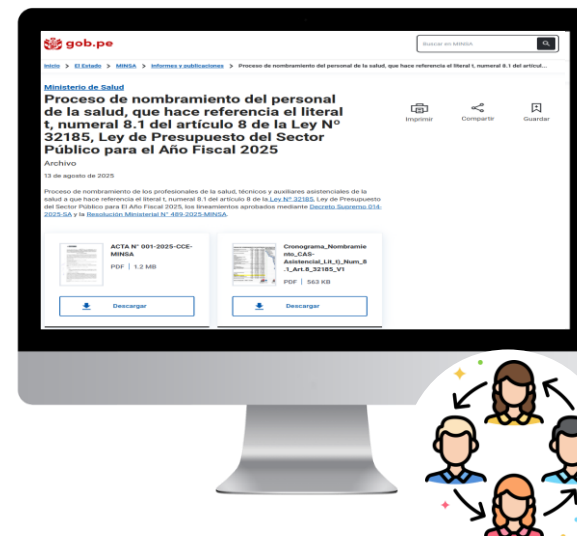 gob.pe
Buscar en MINSA
Inicio > El Estado > MINSA > Informes y publicaciones > Proceso de nombramiento del personal de la salud, que hace referencia el literal t, numeral 8.1 del artícul...
Ministerio de Salud
Proceso de nombramiento del personal
de la salud, que hace referencia el literal
t, numeral 8.1 del artículo 8 de la Ley N°
32185, Ley de Presupuesto del Sector
Público para el Año Fiscal 2025
Imprimir
Compartir
Guardar
Archivo
13 de agosto de 2025
Proceso de nombramiento de los profesionales de la salud, técnicos y auxiliares asistenciales de la
salud a que hace referencia el literal t, numeral 8.1 del artículo 8 de la Ley N° 32185, Ley de Presupuesto
del Sector Público para El Año Fiscal 2025, los lineamientos aprobados mediante Decreto Supremo 014-
2025-SA y la Resolución Ministerial N° 489-2025-MINSA.
ACTA N° 001-2025-CCE-
MINSA
PDF | 1.2 MB
Descargar
Cronograma_Nombramie
nto_CAS-
Asistencial_Lit_t)_Num_8
.1_Art.8_32185_V1
PDF | 563 KB
Descargar